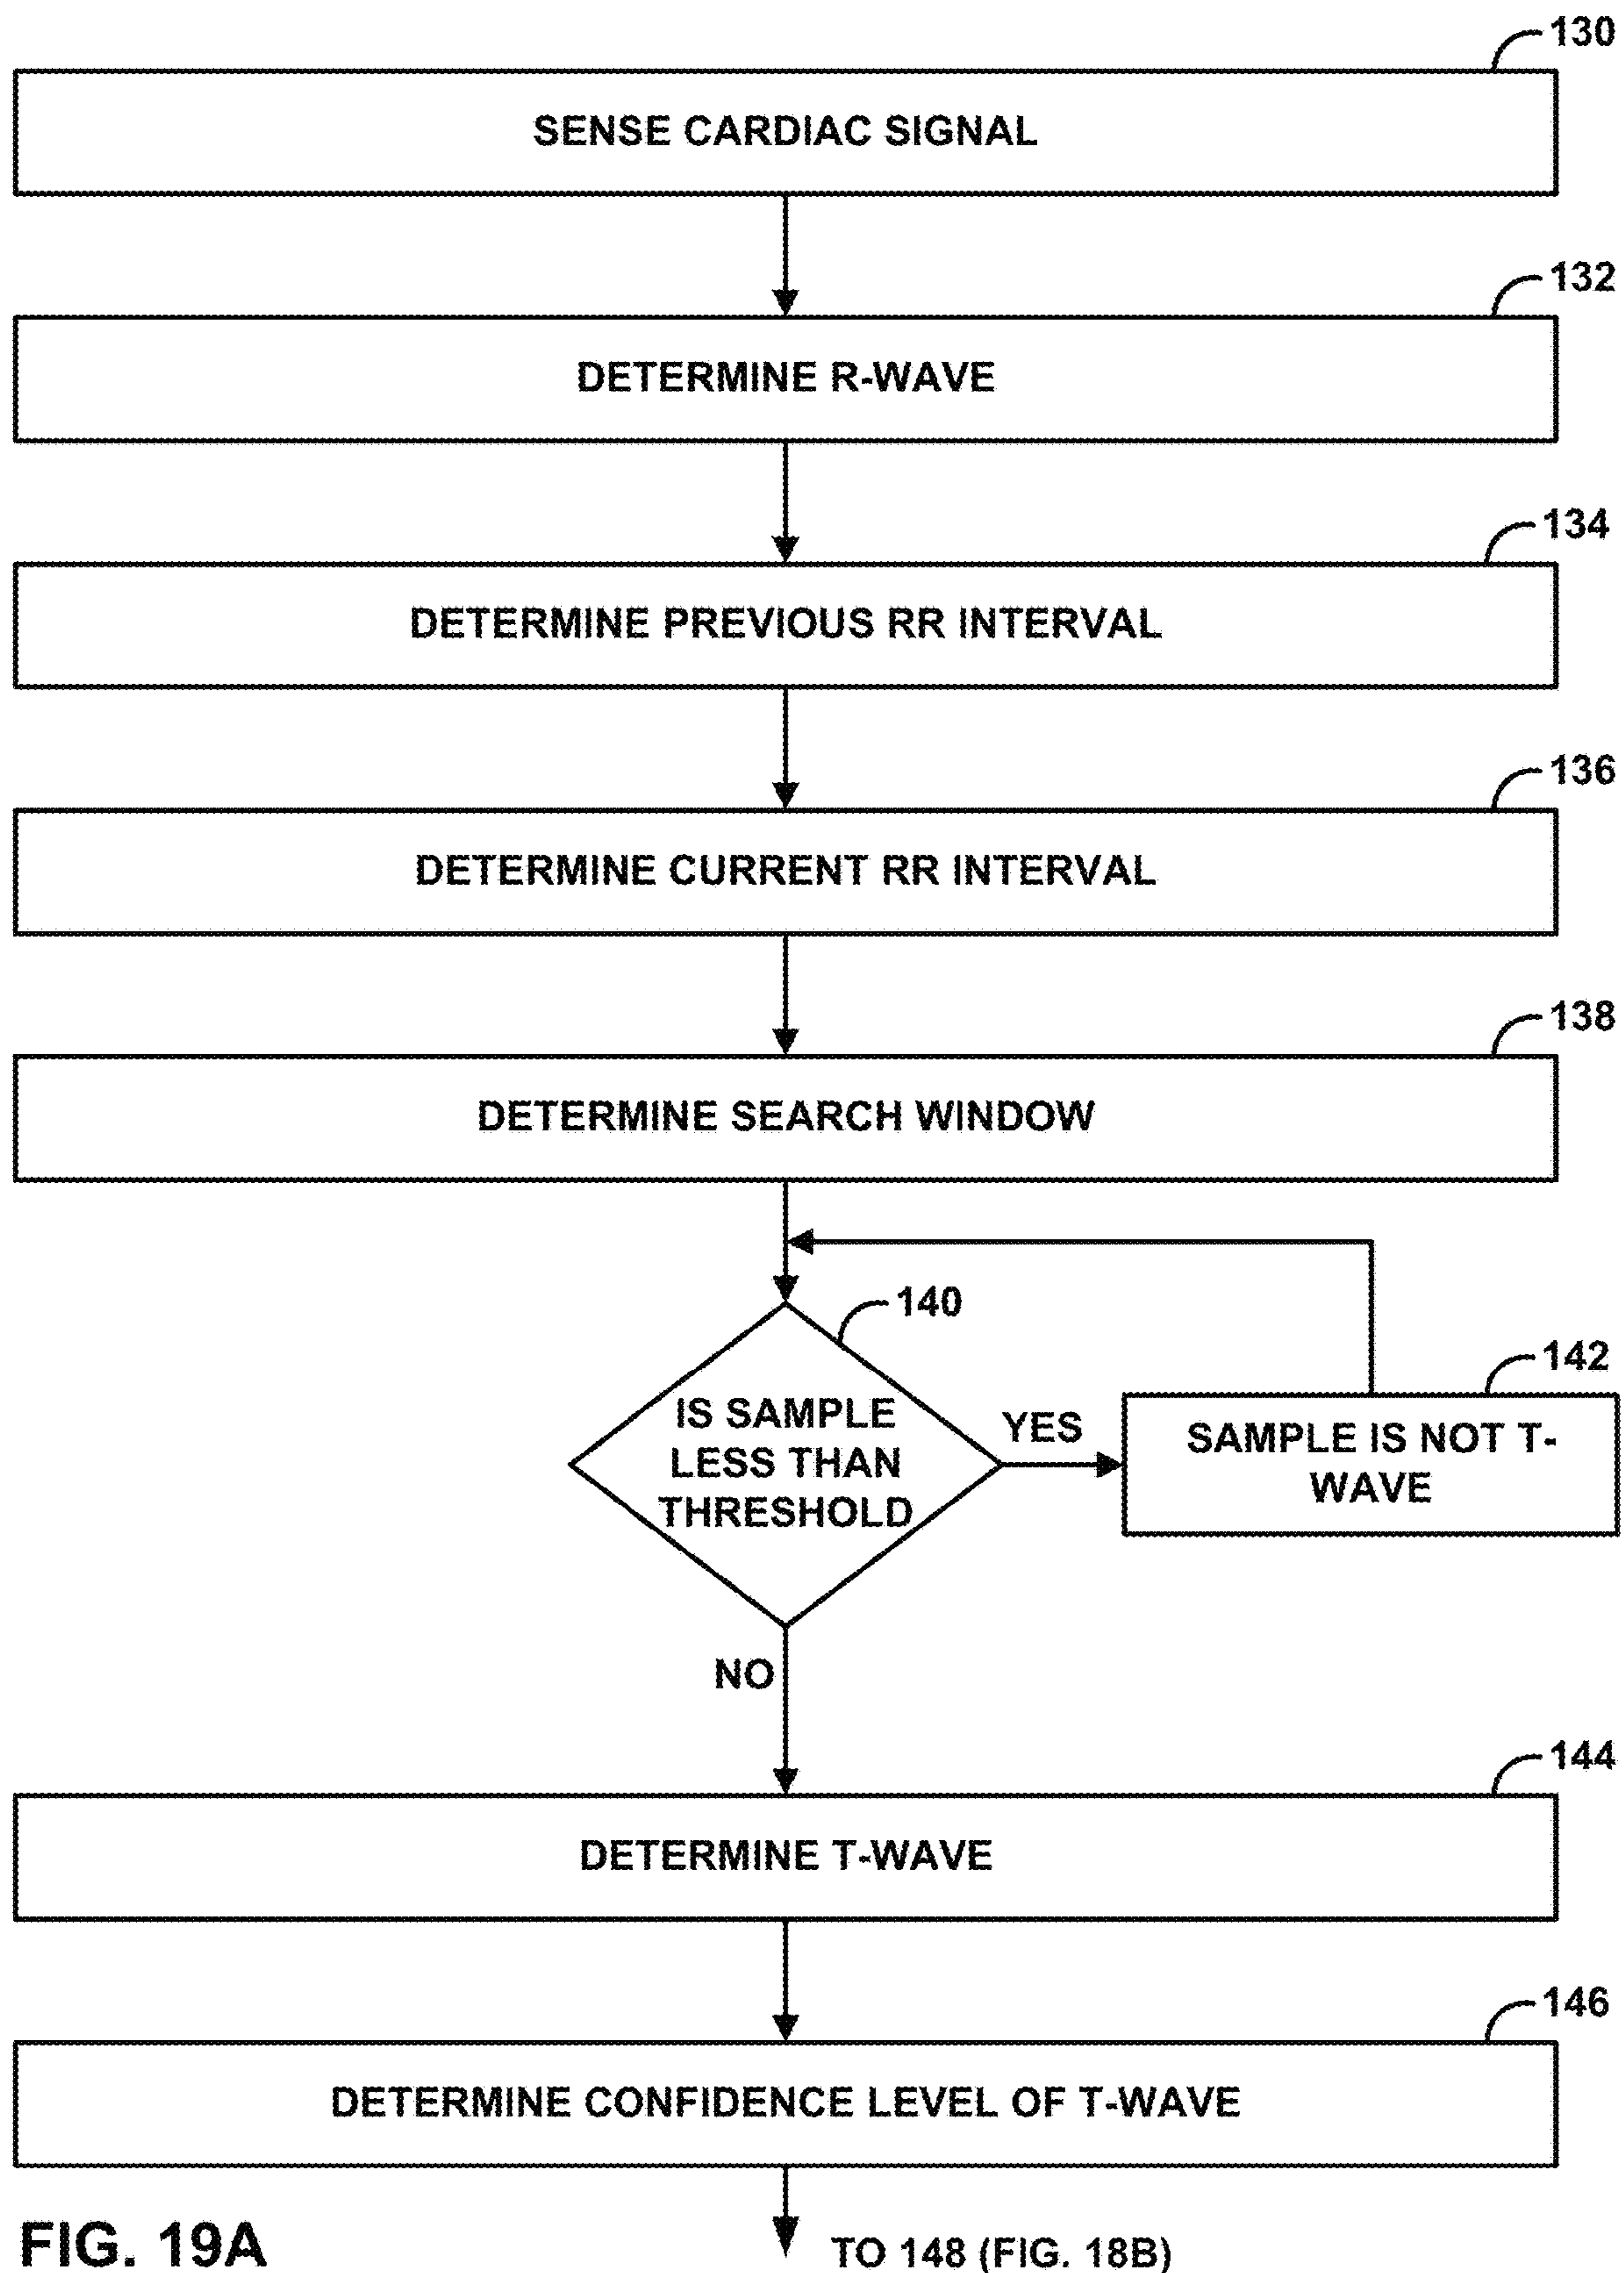 130
SENSE CARDIAC SIGNAL
132
DETERMINE R-WAVE
134
DETERMINE PREVIOUS RR INTERVAL
136
DETERMINE CURRENT RR INTERVAL
138
DETERMINE SEARCH WINDOW
140
IS SAMPLE
LESS THAN
THRESHOLD
YES
142
SAMPLE IS NOT T-
WAVE
NO
144
DETERMINE T-WAVE
146
DETERMINE CONFIDENCE LEVEL OF T-WAVE
FIG. 19A
TO 148 (FIG. 18B)